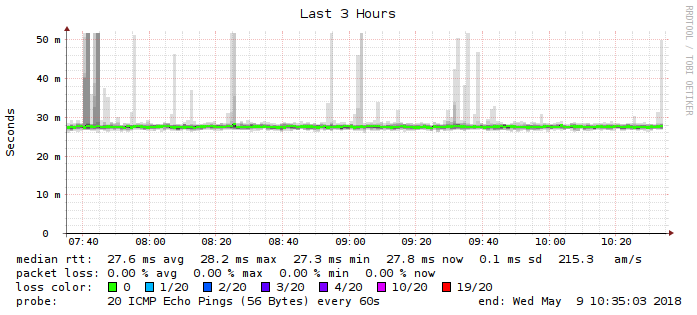 Last 3 Hours
RRDTOOL / TOBI OETIKER
Seconds
50 m
40 m
30 m
20 m
10 m
0
07:40 08:00 08:20 08:40 09:00 09:20 09:40 10:00 10:20
median rtt: 27.6 ms avg 28.2 ms max 27.3 ms min 27.8 ms now 0.1 ms sd 215.3 am/s
packet loss: 0.00 % avg 0.00 % max 0.00 % min 0.00 % now
loss color: 0 1/20 2/20 3/20 4/20 10/20 19/20
probe: 20 ICMP Echo Pings (56 Bytes) every 60s end: Wed May 9 10:35:03 2018